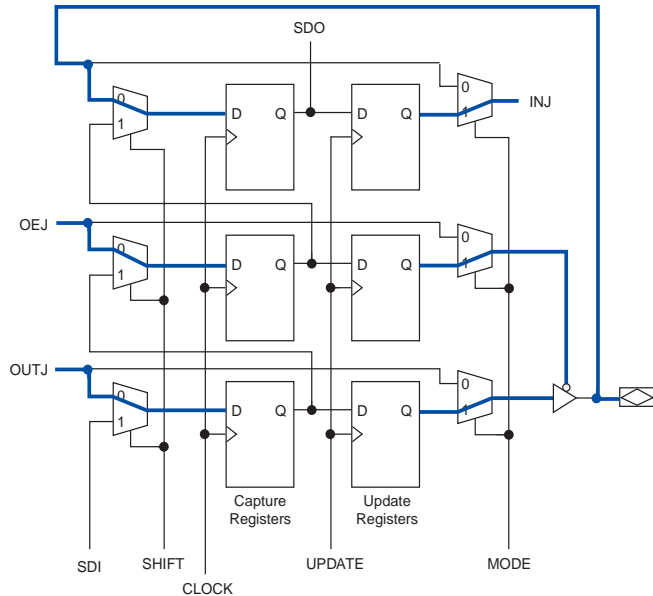 SDO
0
1
D Q
D Q
0
1
INJ
OEJ
0
1
D Q
D Q
0
1
OUTJ
0
1
D Q
D Q
0
1
Capture
Registers
Update
Registers
SDI
SHIFT
CLOCK
UPDATE
MODE